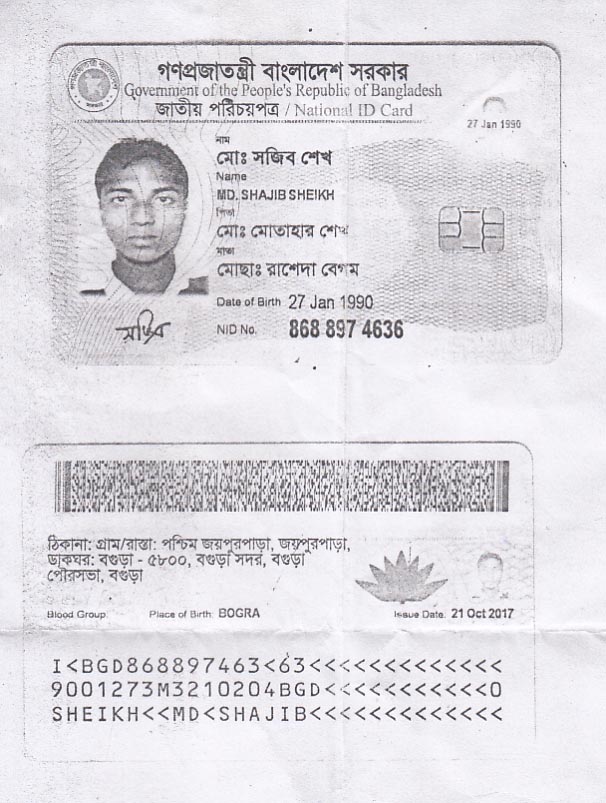 গণপ্রজাতন্ত্রী বাংলাদেশ সরকার
Government of the People's Republic of Bangladesh
জাতীয় পরিচয়পত্র / National ID Card
27 Jan 1990
নাম
মোঃ সজিব শেখ
Name
MD. SHAJIB SHEIKH
পিতা
মোঃ মোতাহার শেখ
মাতা
মোছাঃ রাশেদা বেগম
Date of Birth 27 Jan 1990
NID No. 868 897 4636
সজিব
ঠিকানা: গ্রাম/রাস্তা: পশ্চিম জয়পুরপাড়া, জয়পুরপাড়া,
ডাকঘর: বগুড়া - ৫৮০০, বগুড়া সদর, বগুড়া
পৌরসভা, বগুড়া
Blood Group: Place of Birth: BOGRA Issue Date: 21 Oct 2017
I<BGD868897463<63<<<<<<<<<<<<<
9001273M3210204BGD<<<<<<<<<<<0
SHEIKH<<MD<SHAJIB<<<<<<<<<<<<<